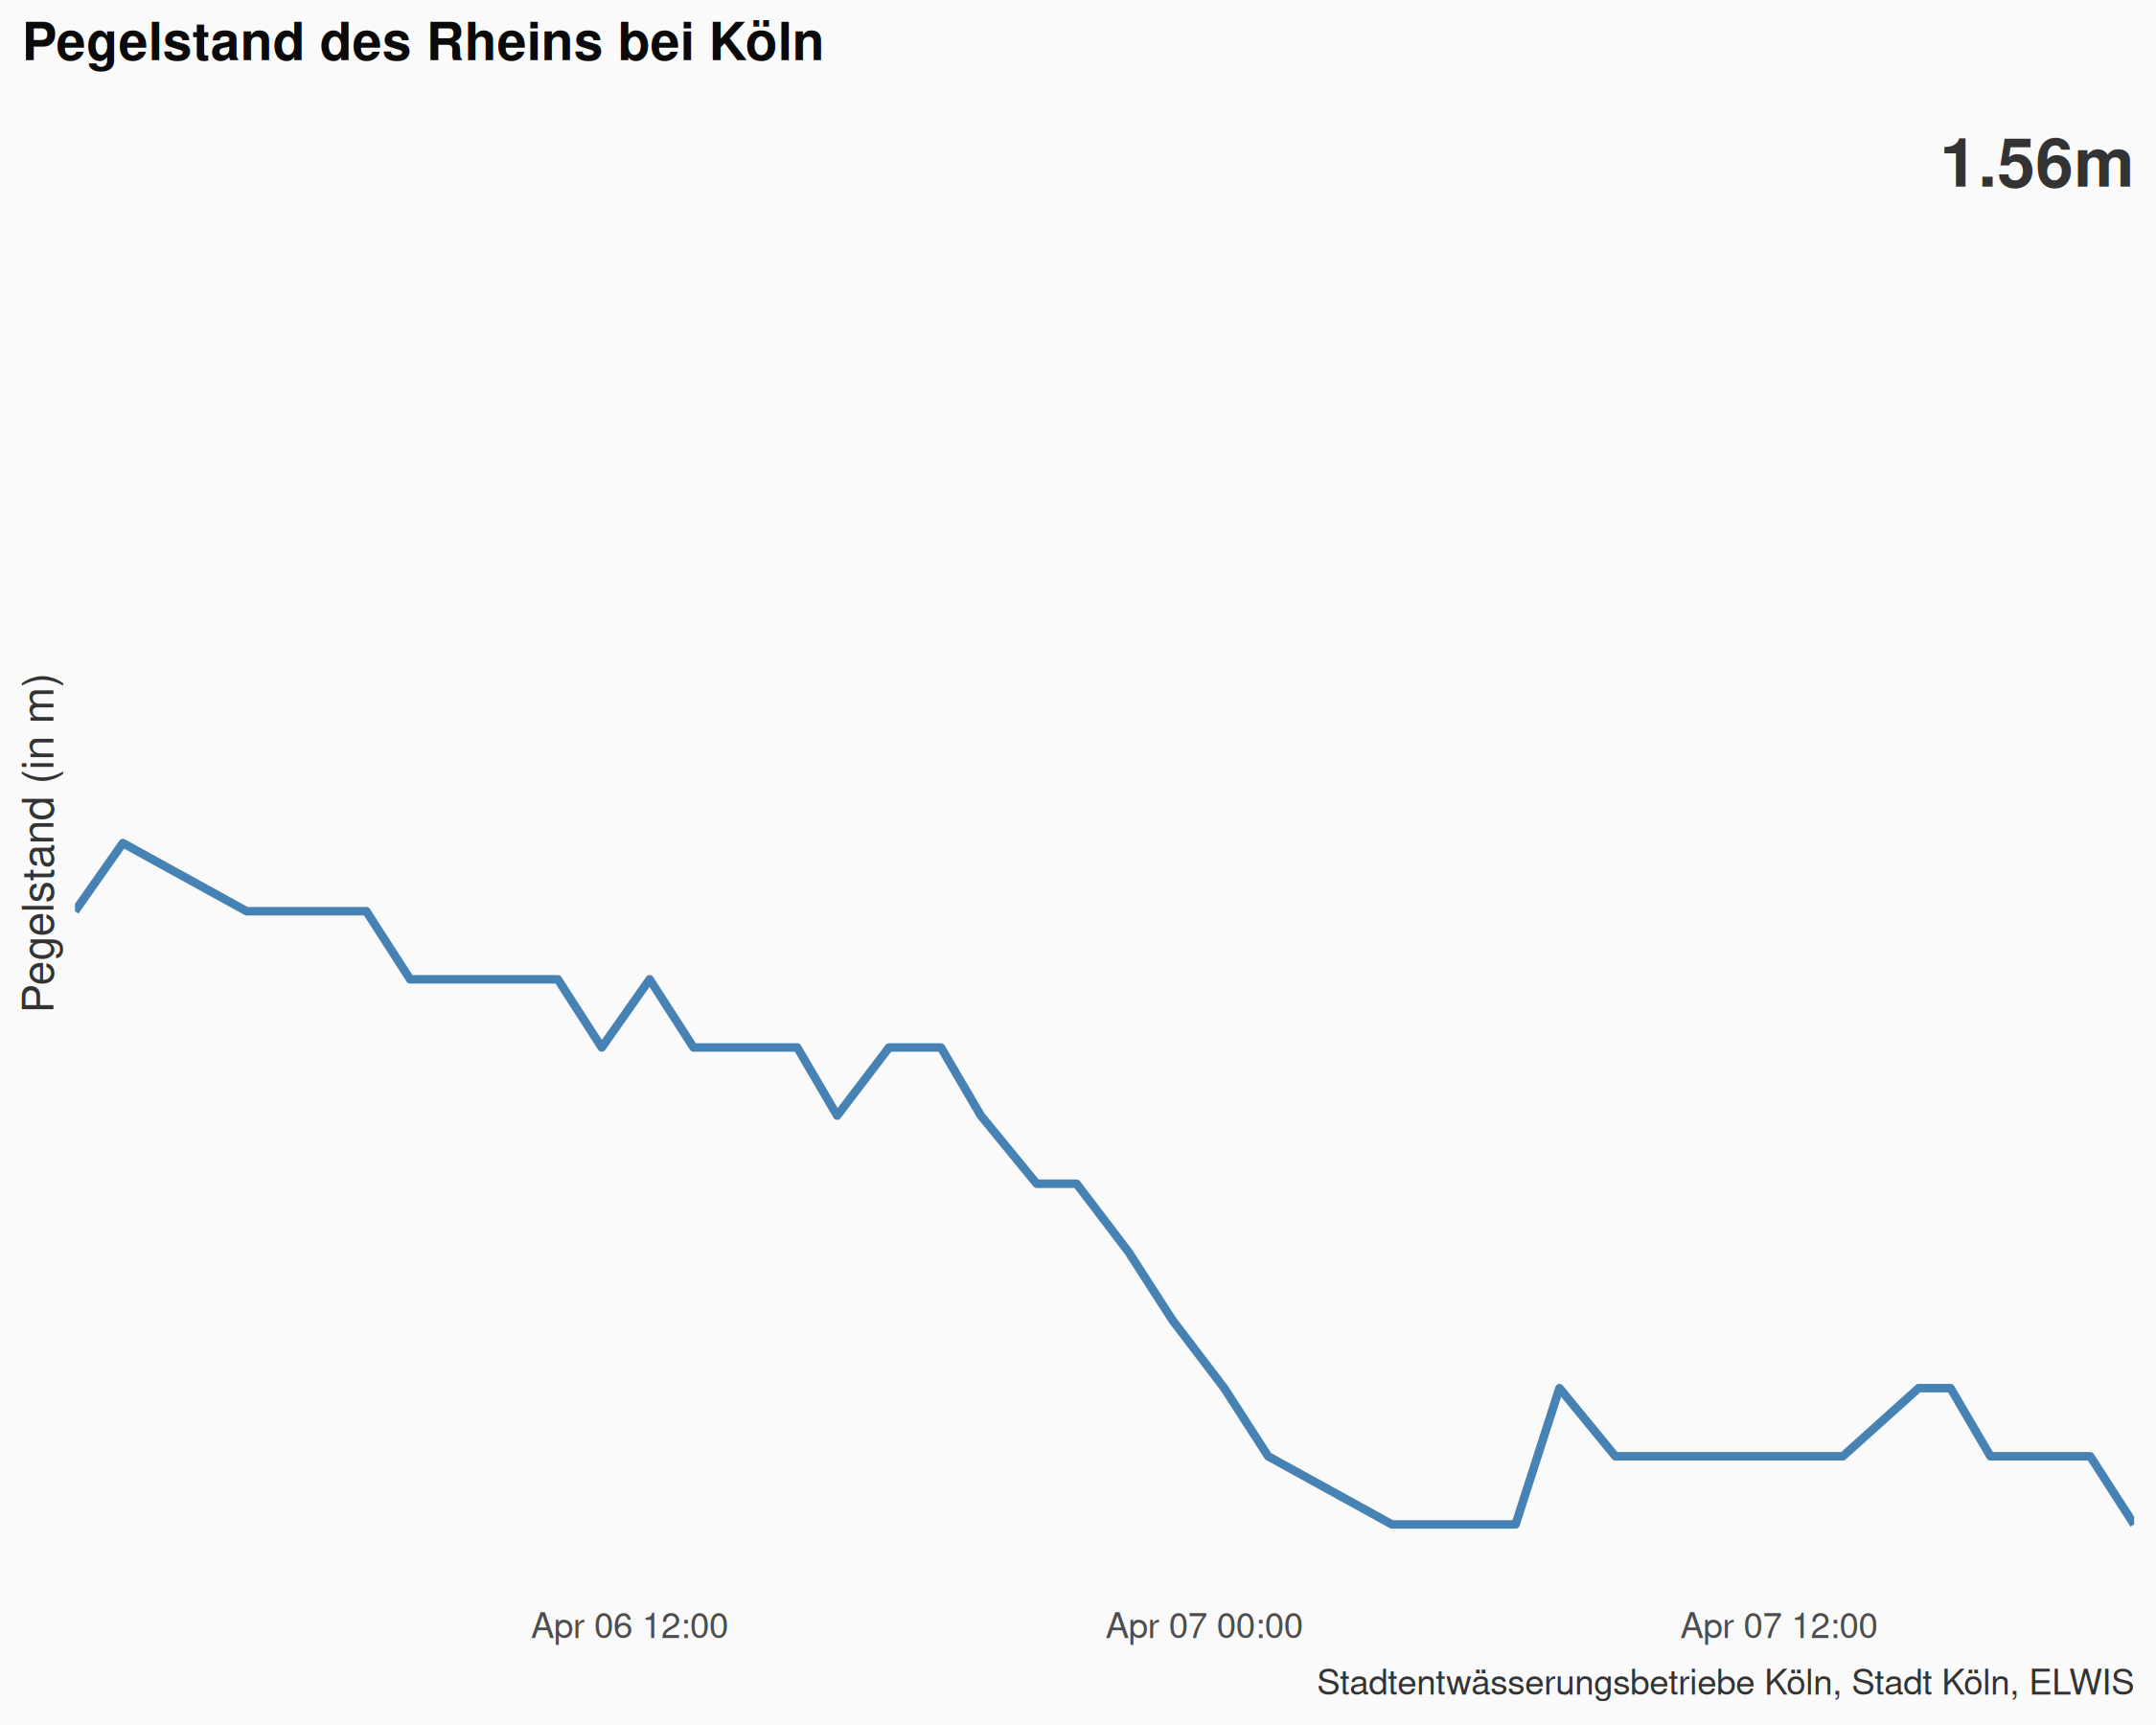 Pegelstand des Rheins bei Köln
1.56m
Pegelstand (in m)
Apr 06 12:00
Apr 07 00:00
Apr 07 12:00
Stadtentwässerungsbetriebe Köln, Stadt Köln, ELWIS